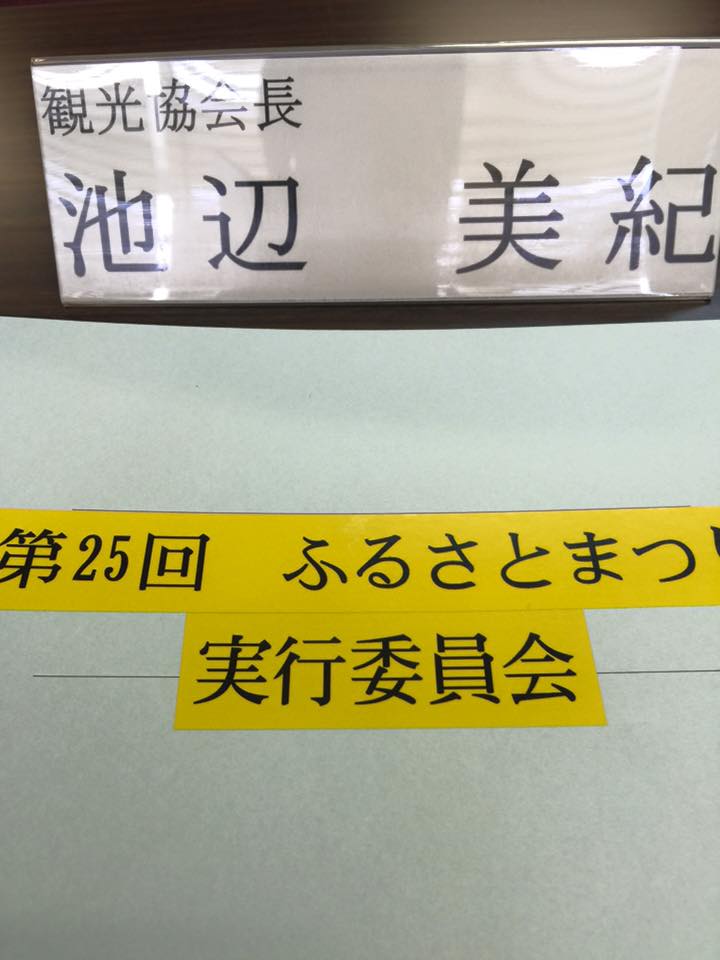 観光協会長
池辺 美紀
第25回 ふるさとまつり
実行委員会